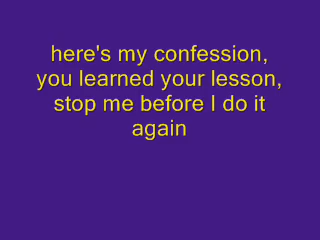 here's my confession,
you learned your lesson,
stop me before I do it
again